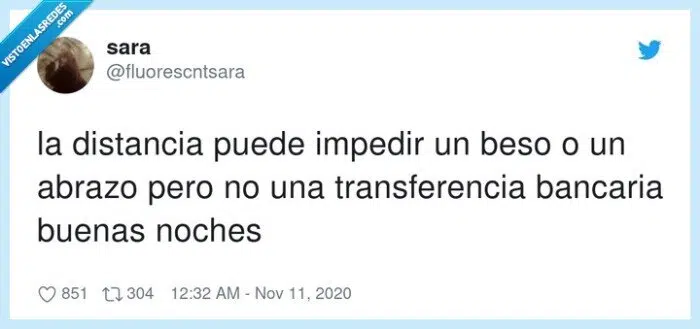 VISTOENLASREDES
.com
sara
@fluorescntsara
la distancia puede impedir un beso o un
abrazo pero no una transferencia bancaria
buenas noches
851 304 12:32 AM - Nov 11, 2020